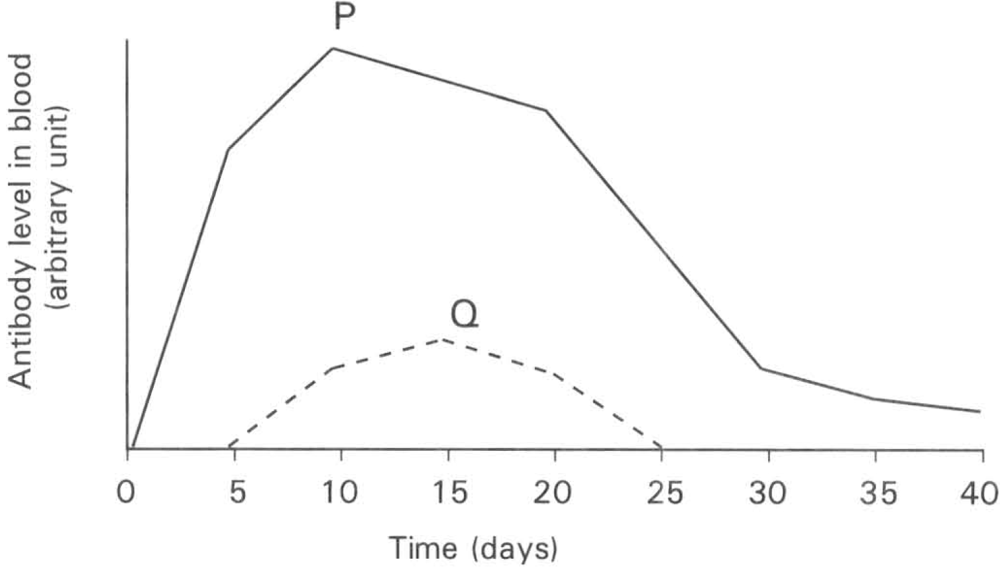 P
Antibody level in blood
(arbitrary unit)
Q
0 5 10 15 20 25 30 35 40
Time (days)